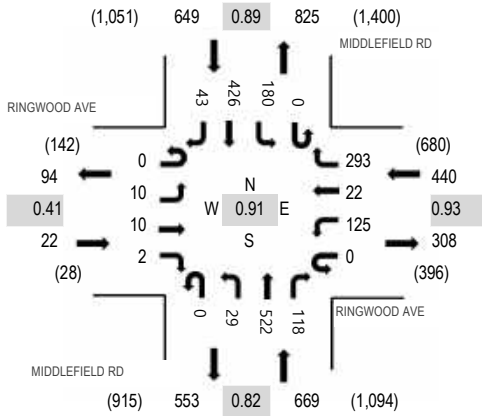 (1,051) 649 0.89 825 (1,400)
MIDDLEFIELD RD
43 426 180 0
RINGWOOD AVE
(142) 0 293 (680)
94 440
10 N 22
0.41 W 0.91 E 0.93
10 S 125
22 308
2 0
(28) (396)
0 29 522 118
RINGWOOD AVE
MIDDLEFIELD RD
(915) 553 0.82 669 (1,094)